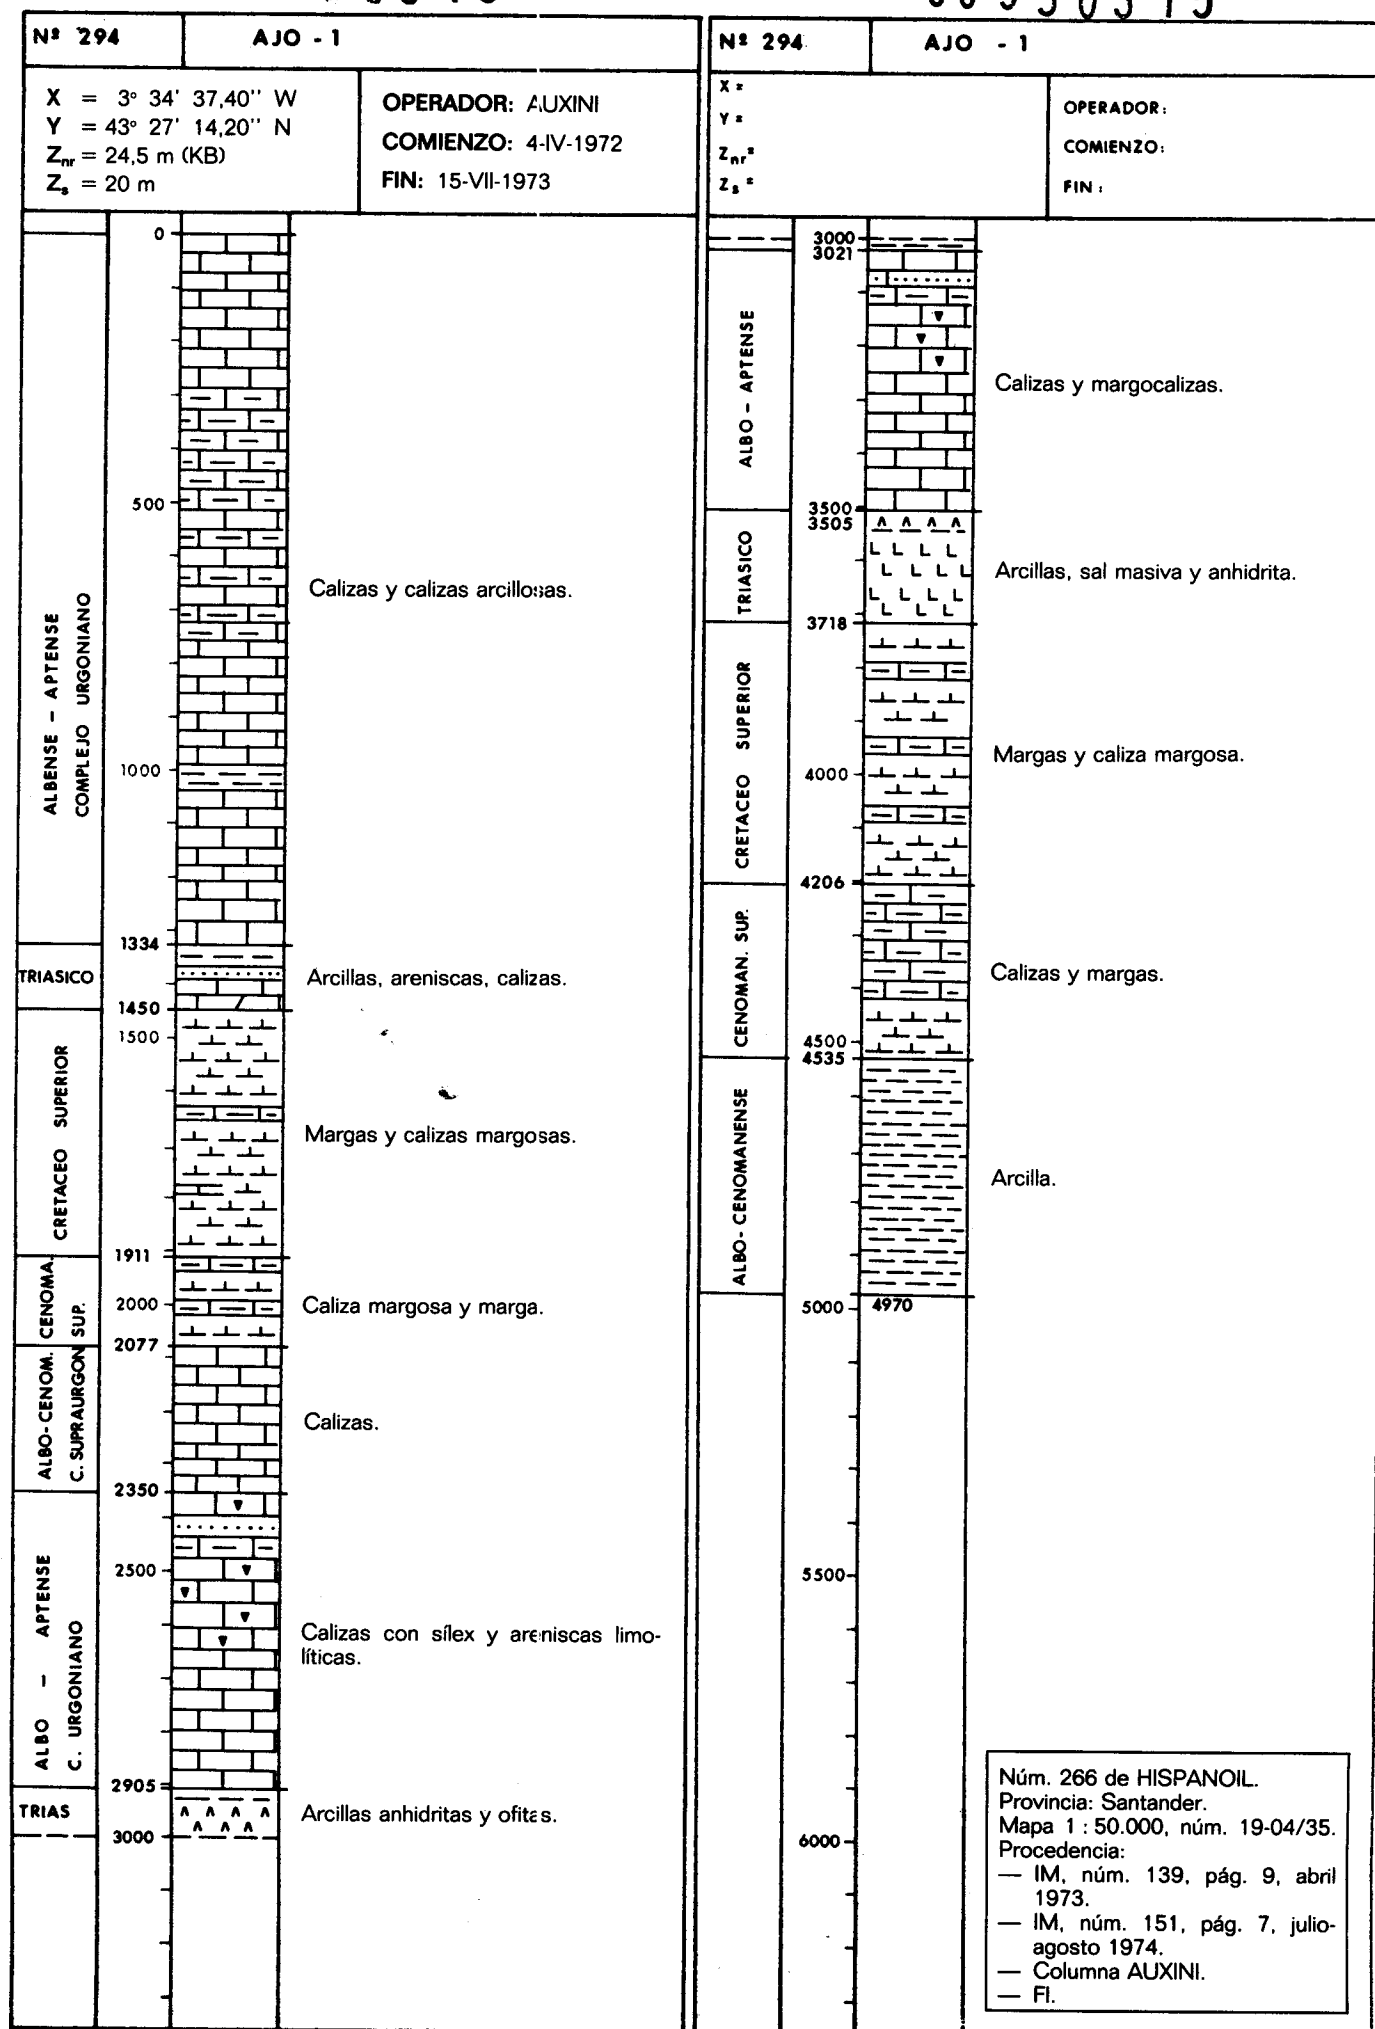 Nº 294
AJO - 1
X = 3° 34' 37,40'' W
Y = 43° 27' 14,20'' N
Znr = 24,5 m (KB)
Zs = 20 m
OPERADOR: AUXINI
COMIENZO: 4-IV-1972
FIN: 15-VII-1973
0
500
1000
1334
1450
1500
1911
2000
2077
2350
2500
2905
3000
ALBENSE - APTENSE
COMPLEJO URGONIANO
Calizas y calizas arcillosas.
TRIASICO
Arcillas, areniscas, calizas.
CRETACEO SUPERIOR
Margas y calizas margosas.
CENOMA.
SUP.
Caliza margosa y marga.
ALBO-CENOM.
C. SUPRAURGON
Calizas.
ALBO - APTENSE
C. URGONIANO
Calizas con sílex y areniscas limo-
líticas.
TRIAS
Arcillas anhidritas y ofitas.
Nº 294
AJO - 1
X =
Y =
Znr=
Zs =
OPERADOR:
COMIENZO:
FIN:
3000
3021
3500
3505
3718
4000
4206
4500
4535
5000
4970
5500
6000
ALBO - APTENSE
Calizas y margocalizas.
TRIASICO
Arcillas, sal masiva y anhidrita.
CRETACEO SUPERIOR
Margas y caliza margosa.
CENOMAN. SUP.
Calizas y margas.
ALBO-CENOMANENSE
Arcilla.
Núm. 266 de HISPANOIL.
Provincia: Santander.
Mapa 1 : 50.000, núm. 19-04/35.
Procedencia:
— IM, núm. 139, pág. 9, abril
1973.
— IM, núm. 151, pág. 7, julio-
agosto 1974.
— Columna AUXINI.
— FI.